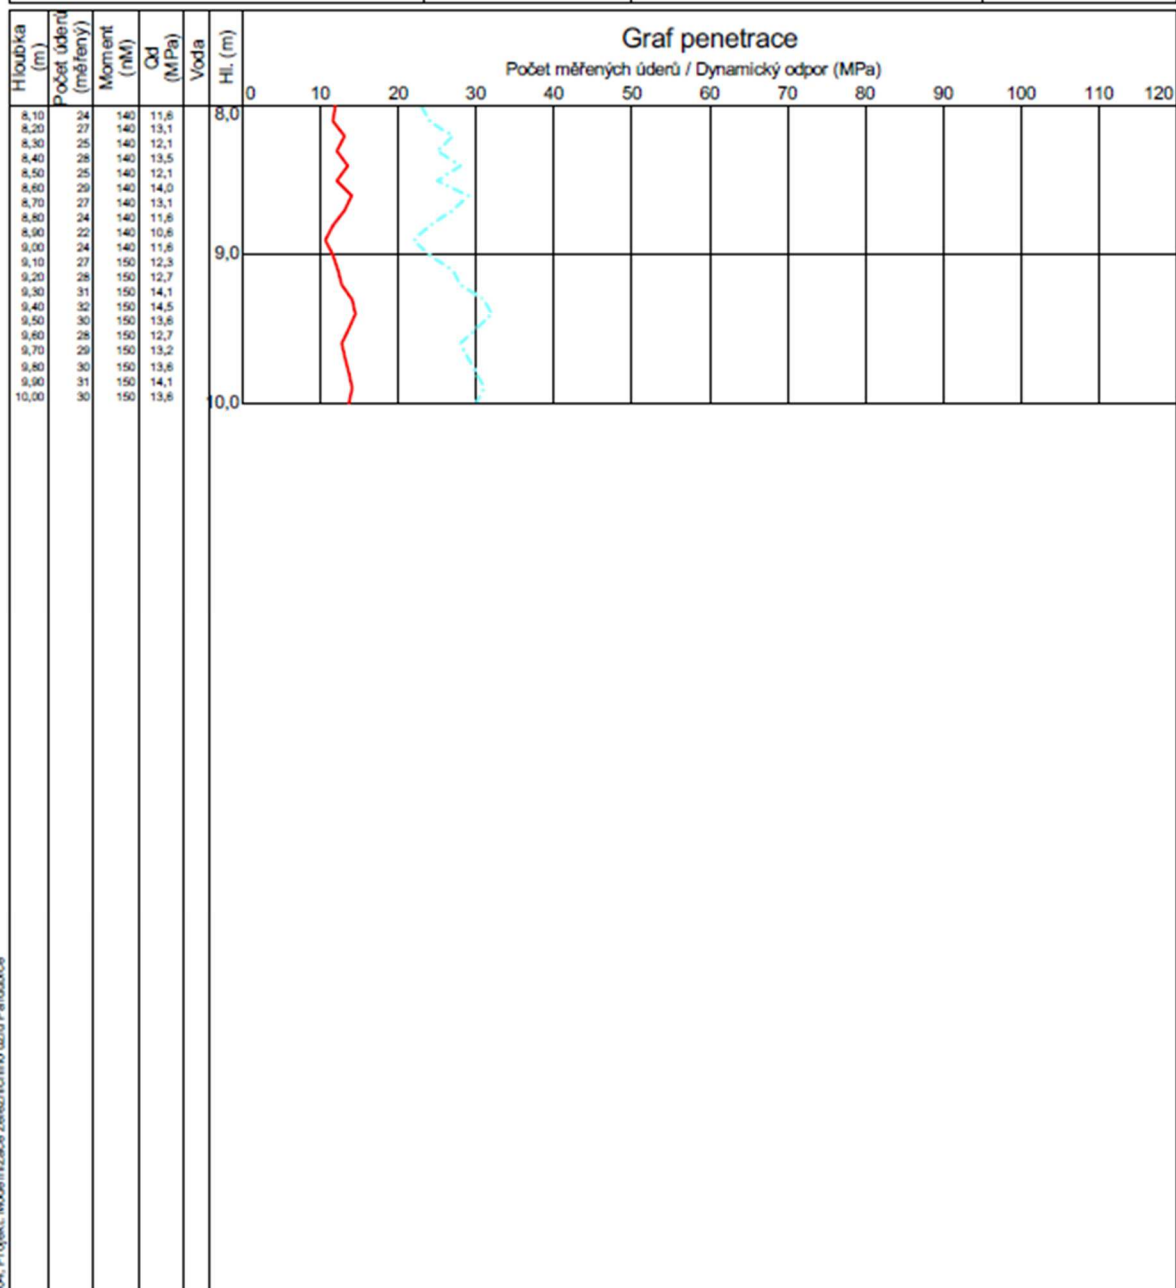 Graf penetrace
Počet měřených úderů / Dynamický odpor (MPa)
Hloubka (m) Počet úderů (měřený) Moment (nM) Qd (MPa) Voda Hl. (m)
0 10 20 30 40 50 60 70 80 90 100 110 120
8,10 24 140 11,6
8,20 27 140 13,1
8,30 25 140 12,1
8,40 28 140 13,5
8,50 25 140 12,1
8,60 29 140 14,0
8,70 27 140 13,1
8,80 24 140 11,6
8,90 22 140 10,6
9,00 24 140 11,6
9,10 27 150 12,3
9,20 28 150 12,7
9,30 31 150 14,1
9,40 32 150 14,5
9,50 30 150 13,6
9,60 28 150 12,7
9,70 29 150 13,2
9,80 30 150 13,6
9,90 31 150 14,1
10,00 30 150 13,6
8,0
9,0
10,0
Projekt: Modernizace železničního uzlu Pardubice